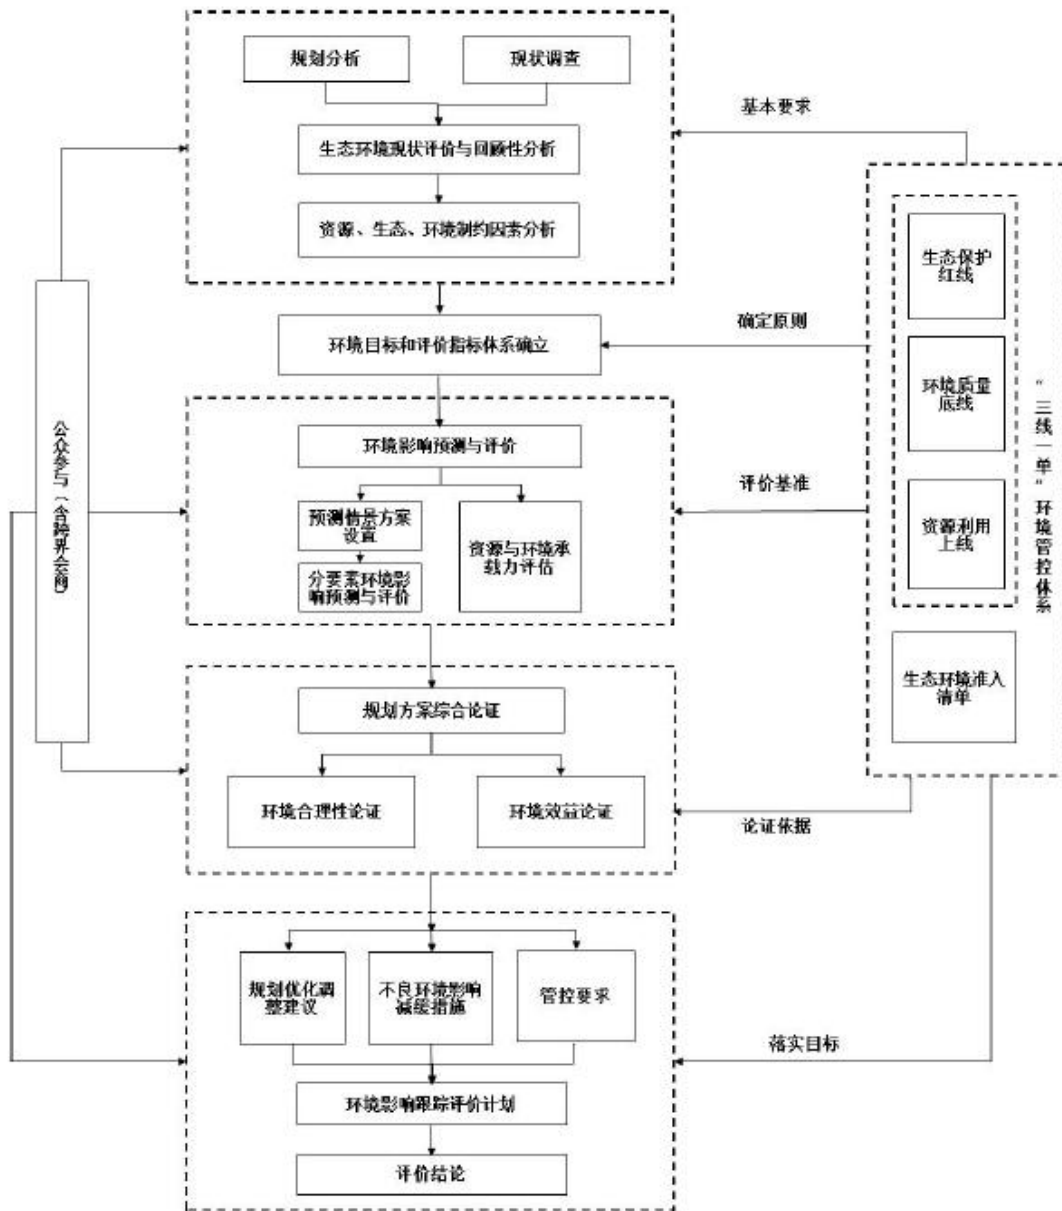 规划分析
现状调查
基本要求
生态环境现状评价与回顾性分析
资源、生态、环境制约因素分析
生态保护
红线
确定原则
环境目标和评价指标体系确立
环境质量
底线
“三线一单”环境管控体系
公众参与（含跨界会商）
环境影响预测与评价
评价基准
预测情景方案
设置
资源与环境承
载力评估
资源利用
上线
分要素环境影
响预测与评价
生态环境准入
清单
规划方案综合论证
环境合理性论证
环境效益论证
论证依据
规划优化调
整建议
不良环境影响
减缓措施
管控要求
落实目标
环境影响跟踪评价计划
评价结论